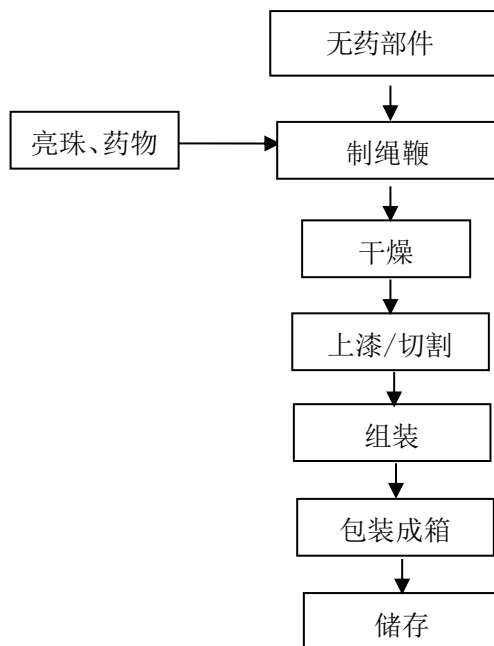 无药部件
亮珠、药物
制绳鞭
干燥
上漆/切割
组装
包装成箱
储存